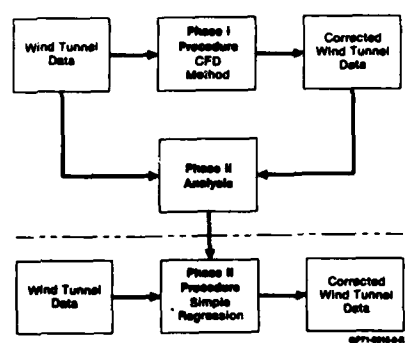 Wind Tunnel
Data
Phase I
Procedure
CFD
Method
Corrected
Wind Tunnel
Data
Phase II
Analysis
Wind Tunnel
Data
Phase II
Procedure
Simple
Regression
Corrected
Wind Tunnel
Data